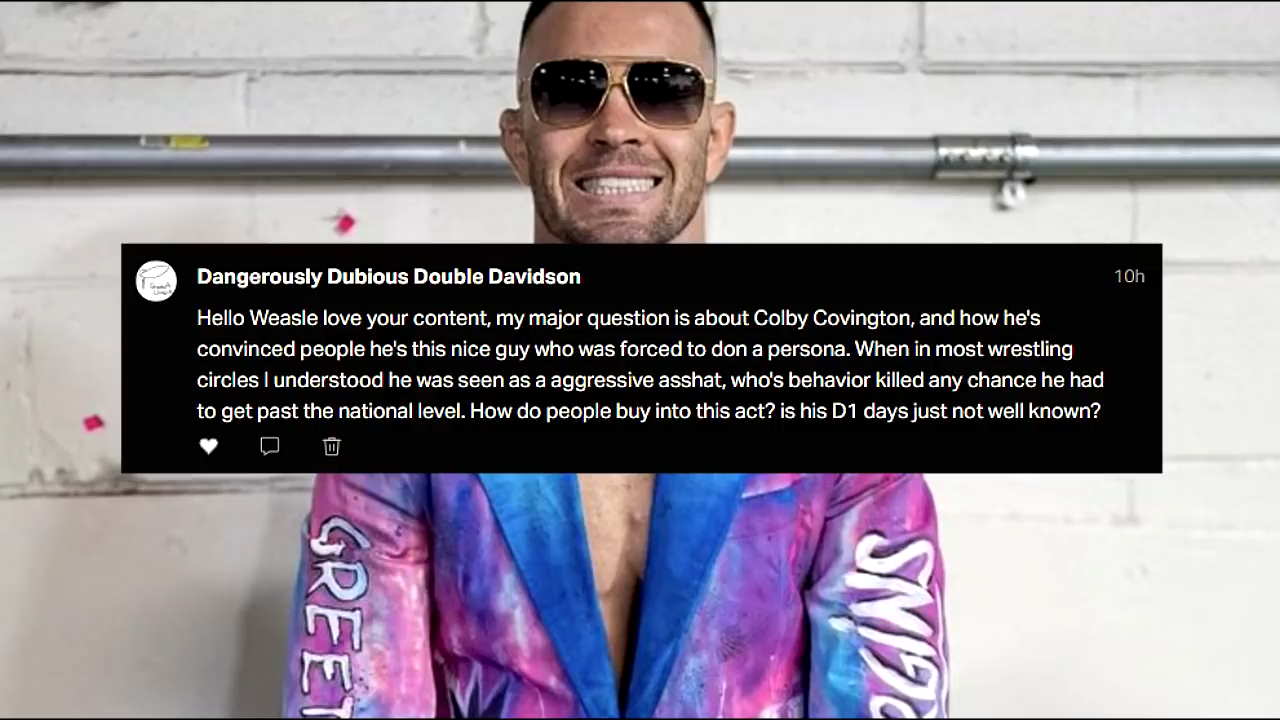 Dangerously Dubious Double Davidson
10h
Hello Weasle love your content, my major question is about Colby Covington, and how he's
convinced people he's this nice guy who was forced to don a persona. When in most wrestling
circles I understood he was seen as a aggressive asshat, who's behavior killed any chance he had
to get past the national level. How do people buy into this act? is his D1 days just not well known?
GREET